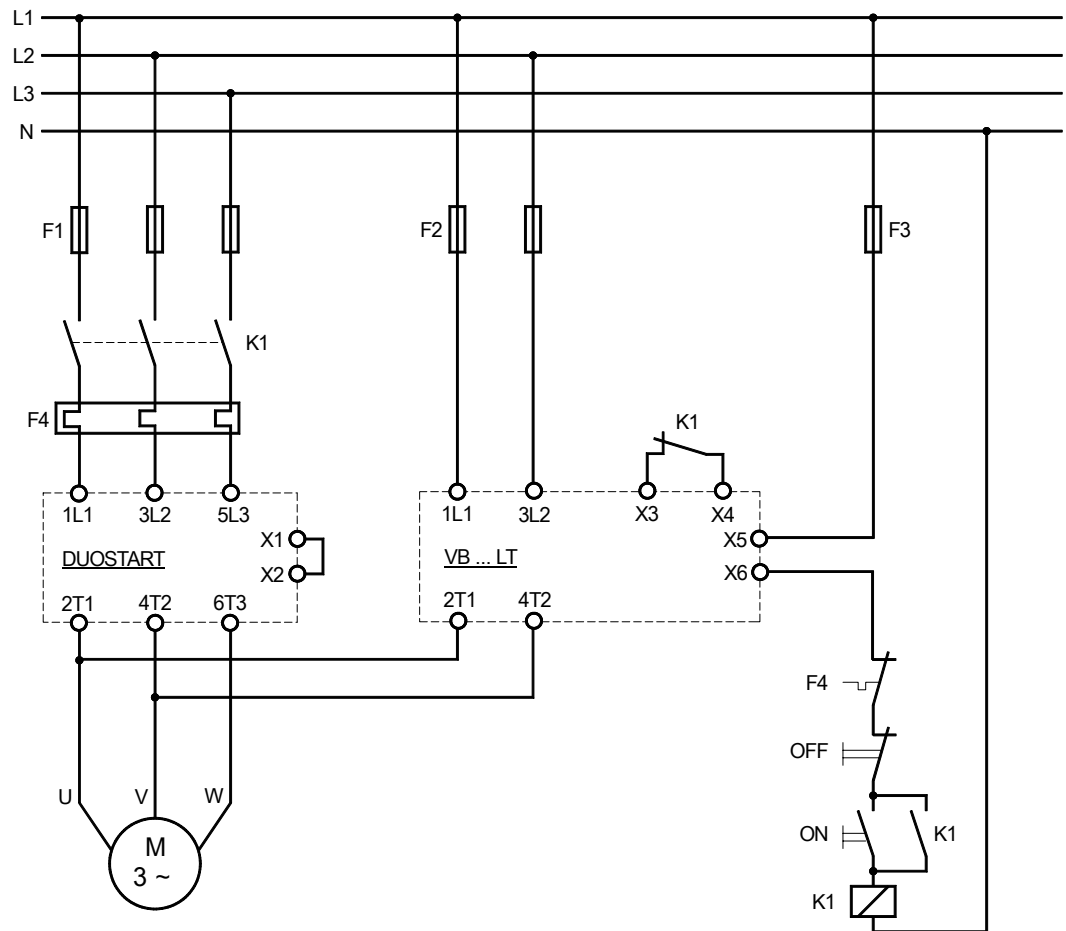 L1
L2
L3
N
F1
F2
F3
K1
F4
K1
1L1 3L2 5L3
1L1 3L2 X3 X4
X1
X5
DUOSTART
VB ... LT
X2
X6
2T1 4T2 6T3
2T1 4T2
F4
OFF
U V W
ON
K1
M
3 ~
K1